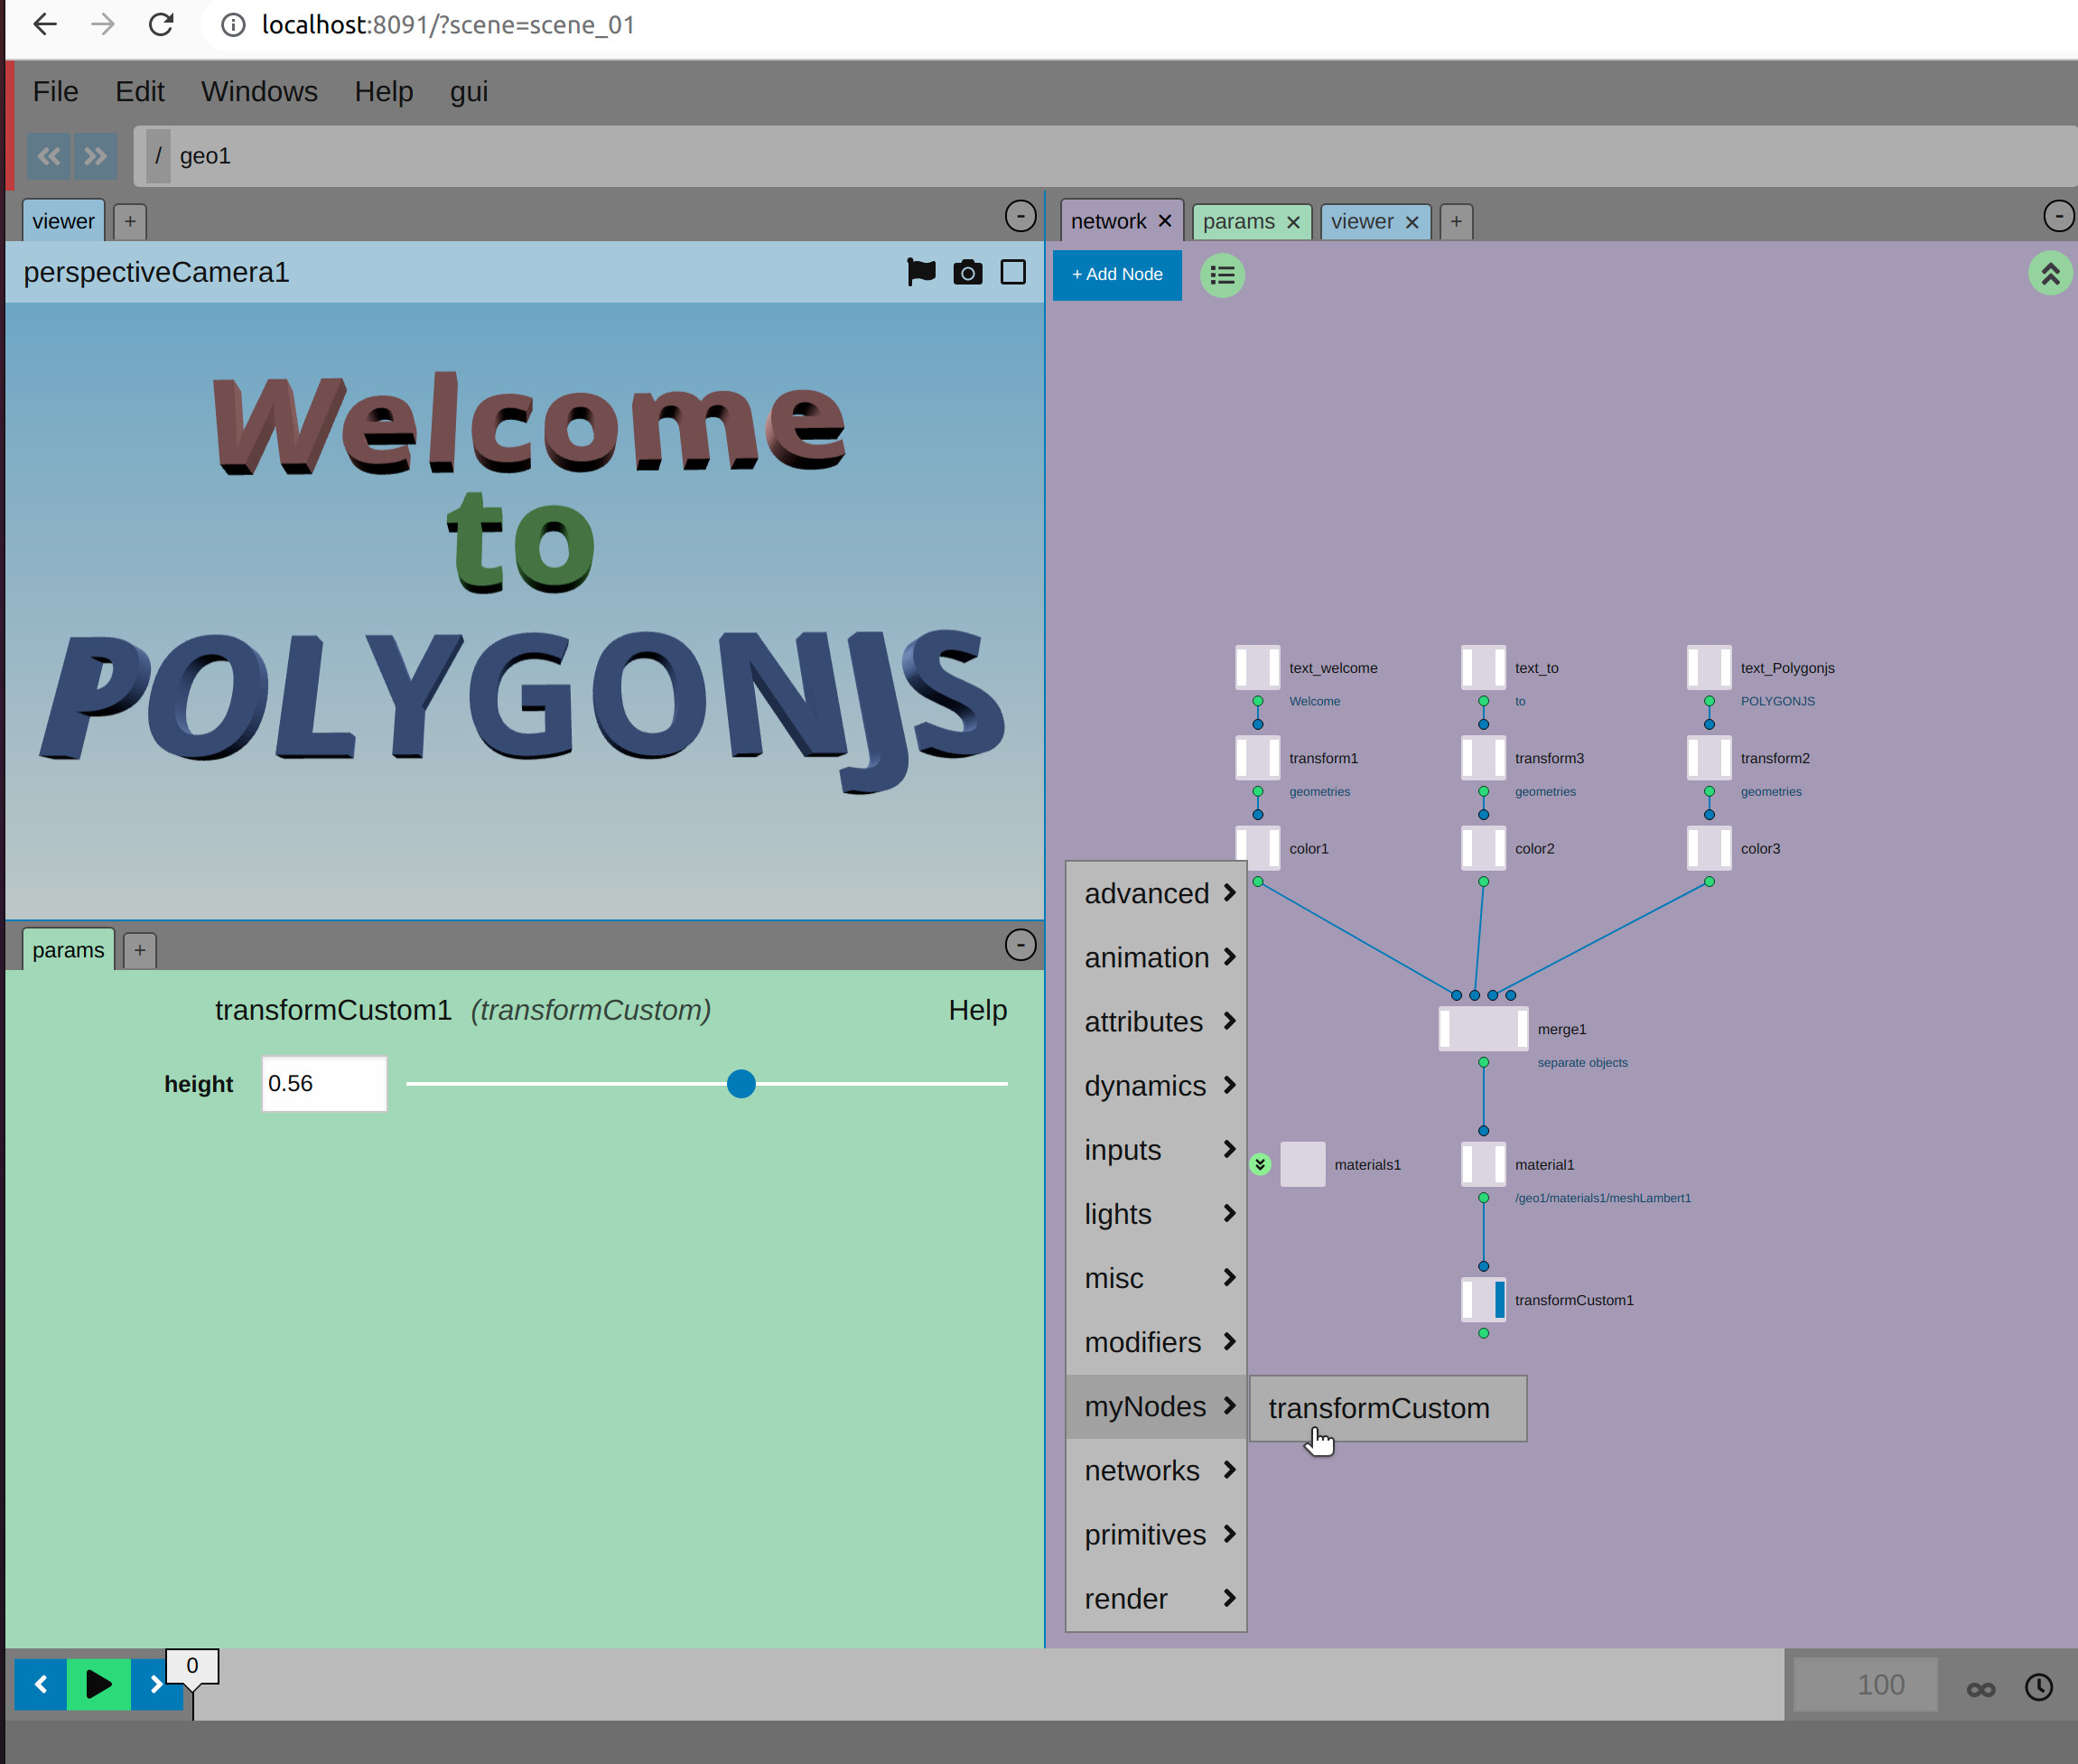 localhost:8091/?scene=scene_01
File Edit Windows Help gui
/ geo1
viewer +
-
perspectiveCamera1
Welcome
to
POLYGONJS
params +
-
transformCustom1 (transformCustom) Help
height 0.56
network params viewer +
-
+ Add Node
text_welcome text_to text_Polygonjs
Welcome to POLYGONJS
transform1 transform3 transform2
geometries geometries geometries
color1 color2 color3
merge1
separate objects
materials1 material1
/geo1/materials1/meshLambert1
transformCustom1
advanced
animation
attributes
dynamics
inputs
lights
misc
modifiers
myNodes transformCustom
networks
primitives
render
0
100